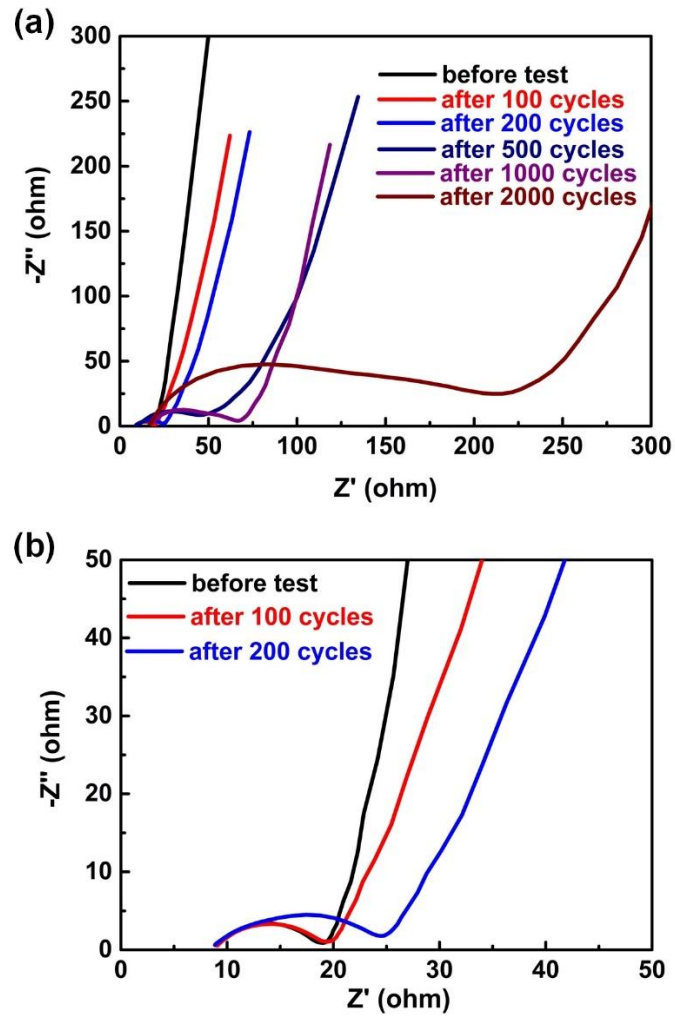 (a)
300
250
200
150
100
50
0
-Z'' (ohm)
before test
after 100 cycles
after 200 cycles
after 500 cycles
after 1000 cycles
after 2000 cycles
0 50 100 150 200 250 300
Z' (ohm)
(b)
50
40
30
20
10
0
-Z'' (ohm)
before test
after 100 cycles
after 200 cycles
0 10 20 30 40 50
Z' (ohm)